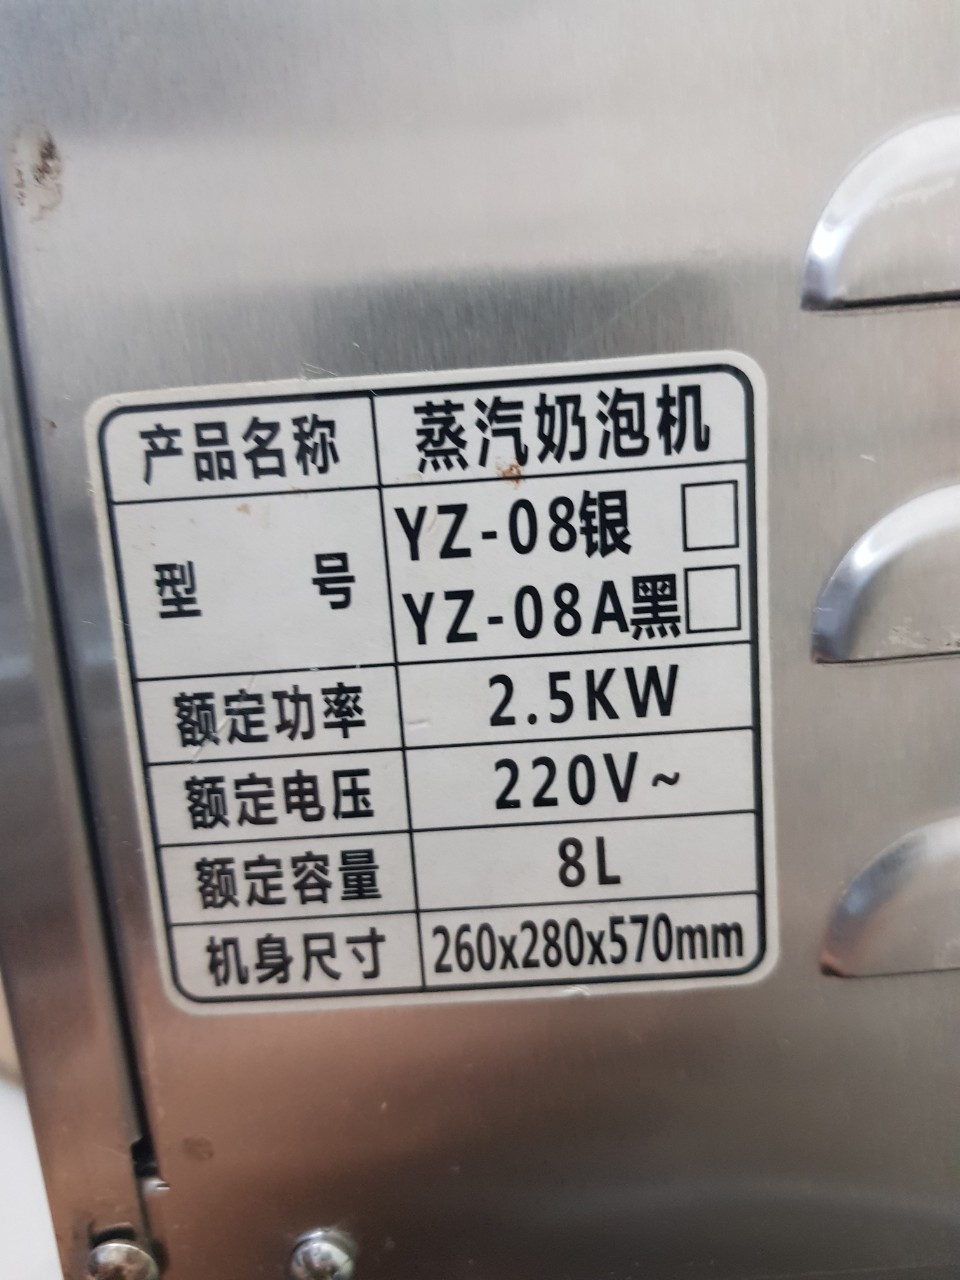 产品名称 蒸汽奶泡机
型号 YZ-08银
YZ-08A黑
额定功率 2.5KW
额定电压 220V~
额定容量 8L
机身尺寸 260x280x570mm